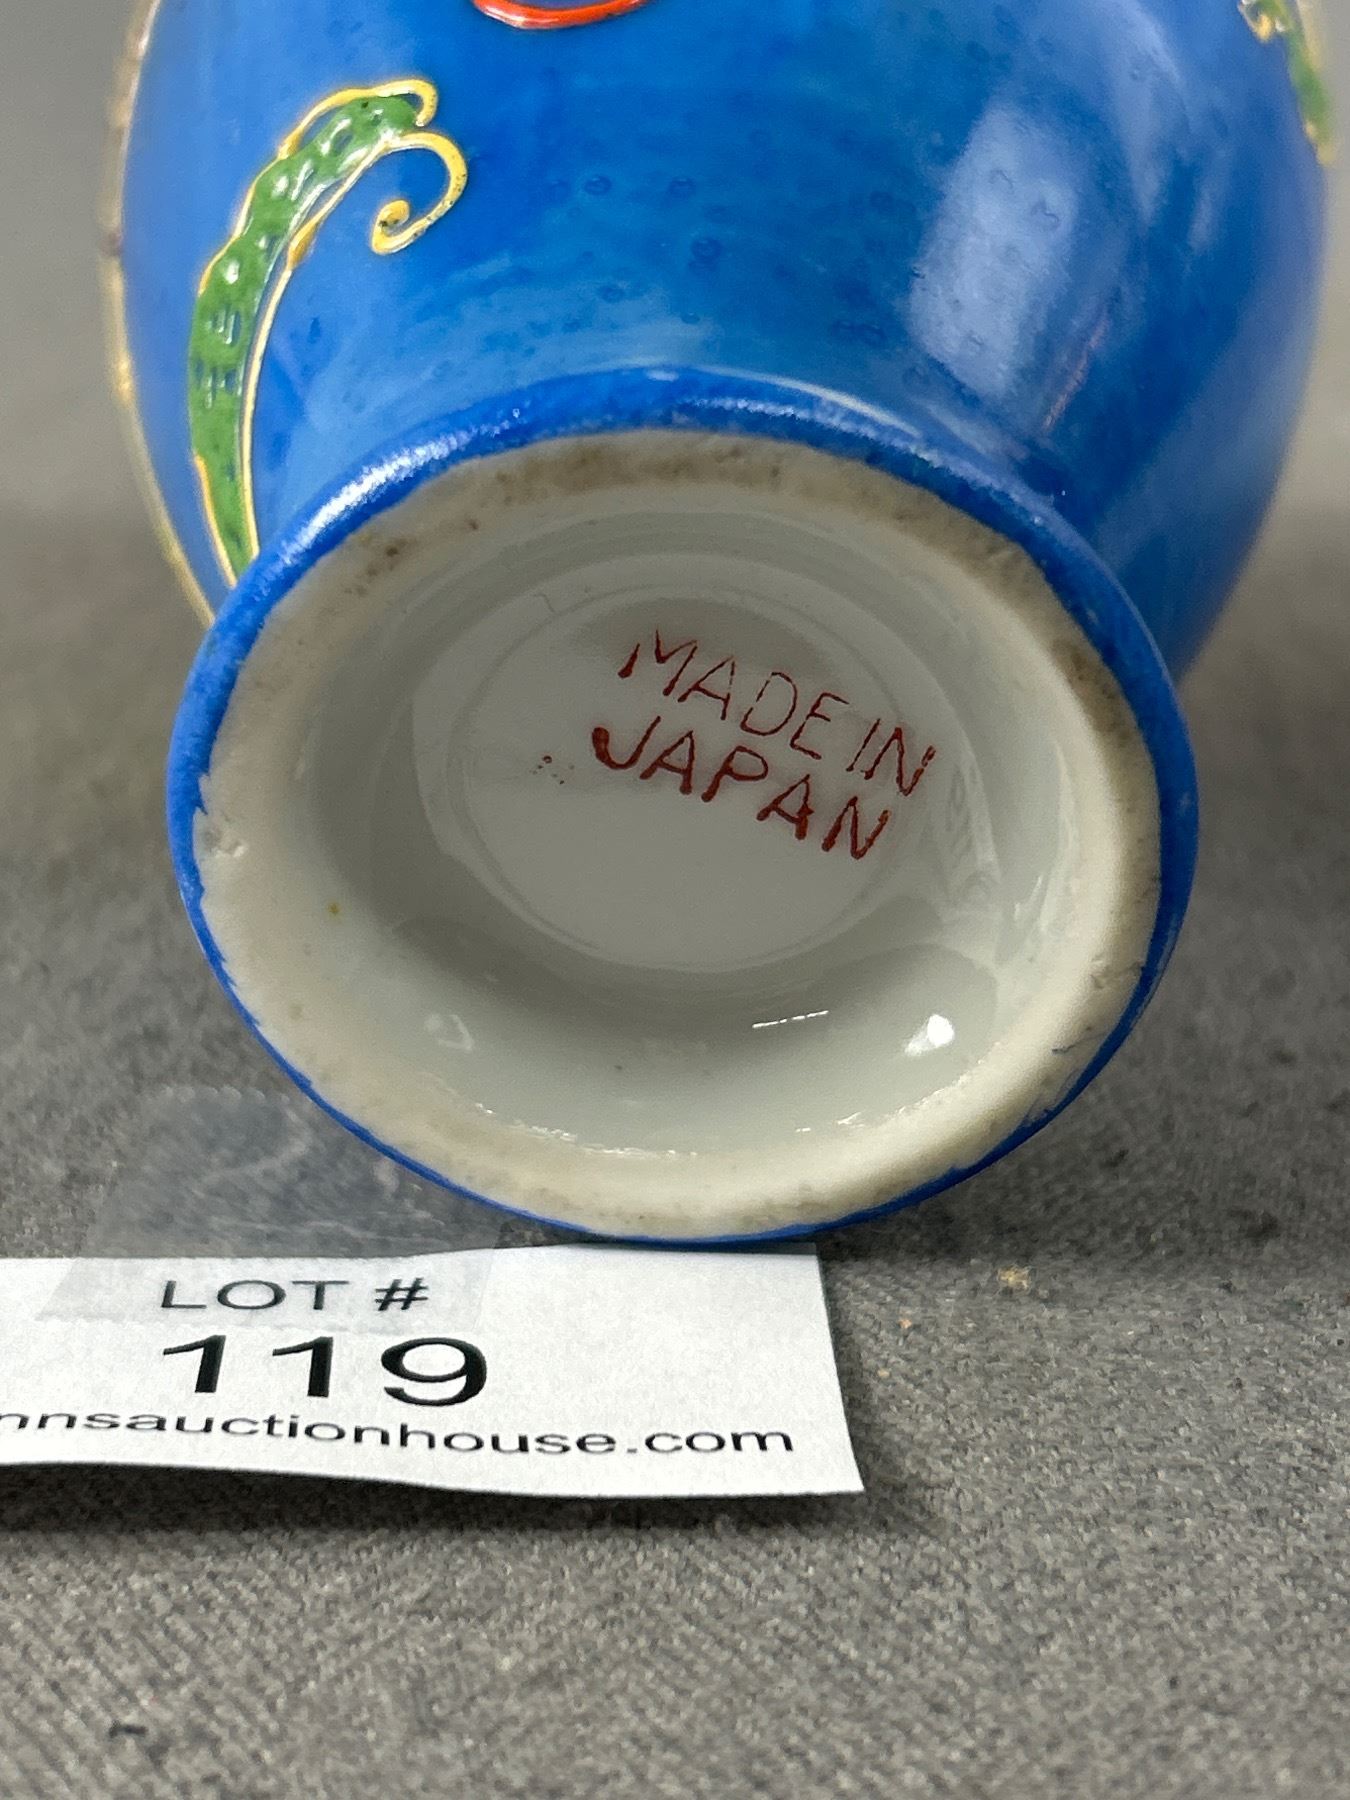 MADE IN
JAPAN
LOT #
119
nnsauctionhouse.com